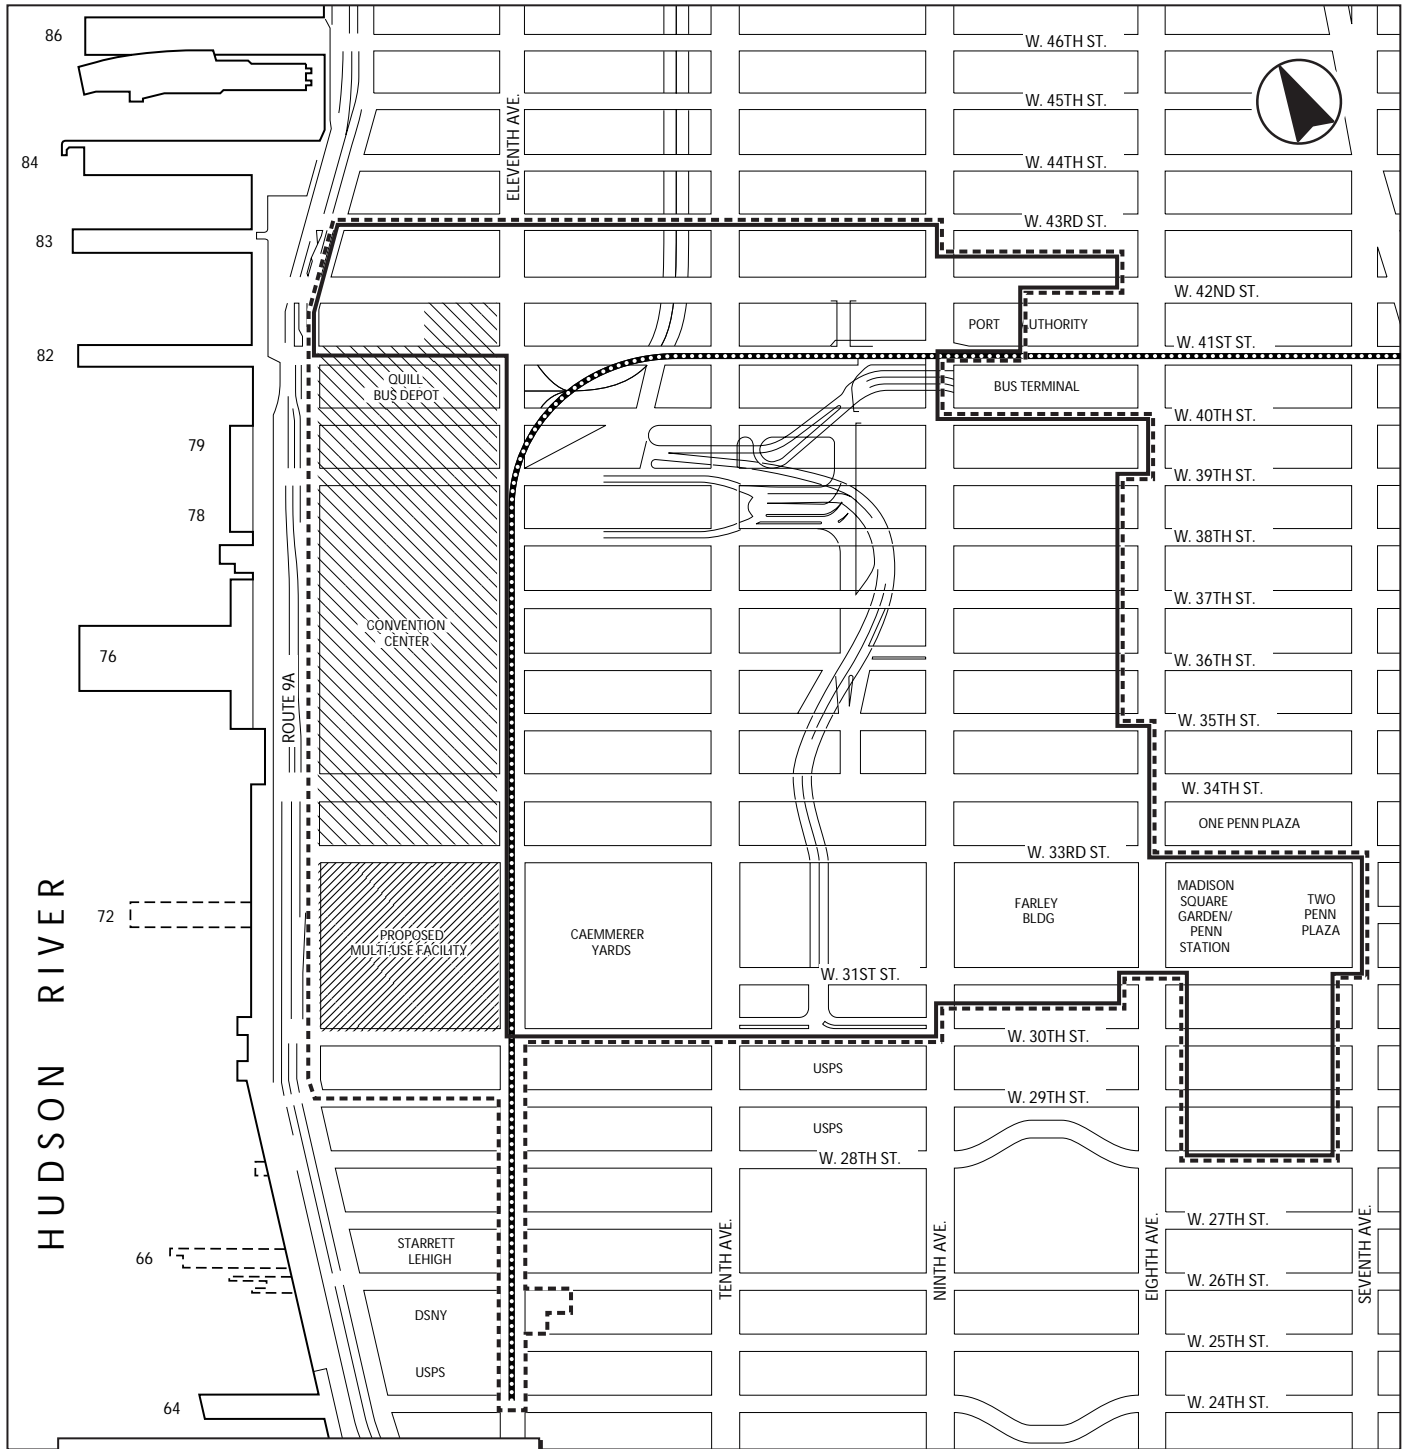 86
W. 46TH ST.
W. 45TH ST.
ELEVENTH AVE.
84
W. 44TH ST.
W. 43RD ST.
83
W. 42ND ST.
PORT
UTHORITY
W. 41ST ST.
82
QUILL
BUS DEPOT
BUS TERMINAL
W. 40TH ST.
79
W. 39TH ST.
78
W. 38TH ST.
W. 37TH ST.
CONVENTION
CENTER
76
W. 36TH ST.
ROUTE 9A
W. 35TH ST.
W. 34TH ST.
ONE PENN PLAZA
W. 33RD ST.
HUDSON RIVER
72
PROPOSED
MULTI-USE FACILITY
CAEMMERER
YARDS
FARLEY
BLDG
MADISON
SQUARE
GARDEN/
PENN
STATION
TWO
PENN
PLAZA
W. 31ST ST.
W. 30TH ST.
USPS
W. 29TH ST.
USPS
W. 28TH ST.
TENTH AVE.
NINTH AVE.
EIGHTH AVE.
SEVENTH AVE.
W. 27TH ST.
STARRETT
LEHIGH
66
W. 26TH ST.
DSNY
W. 25TH ST.
USPS
64
W. 24TH ST.